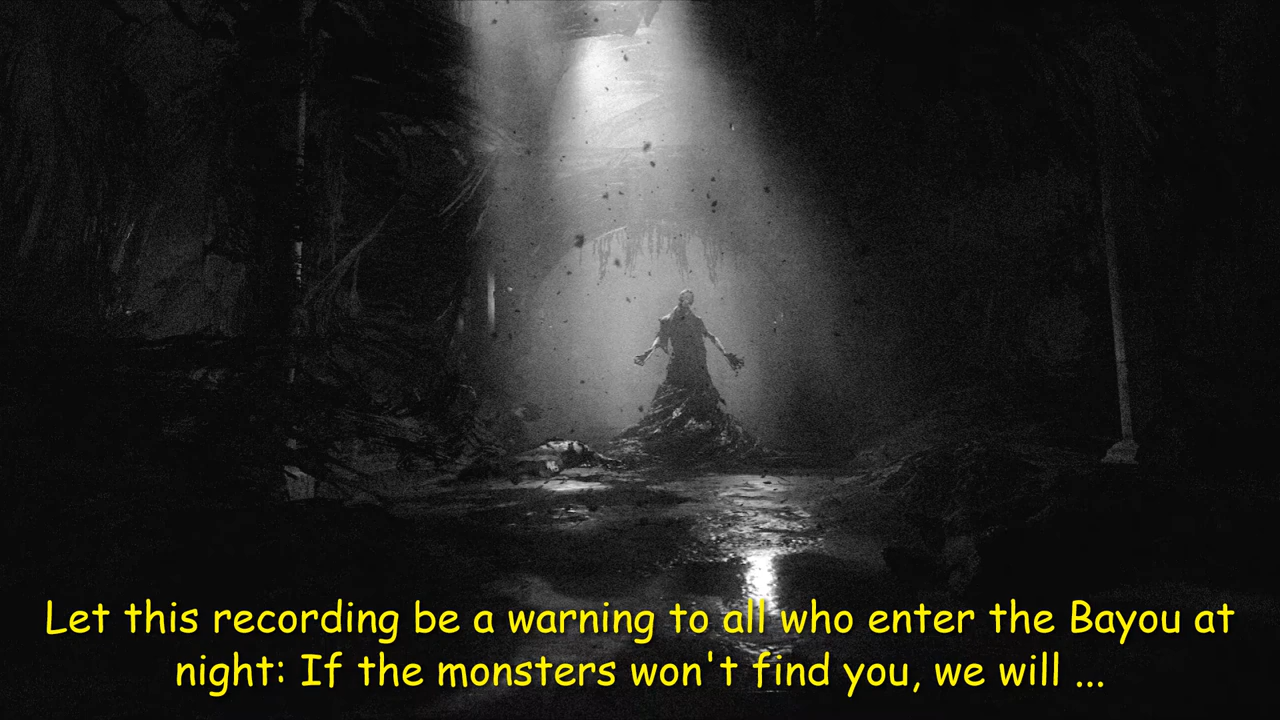 Let this recording be a warning to all who enter the Bayou at
night: If the monsters won't find you, we will ...